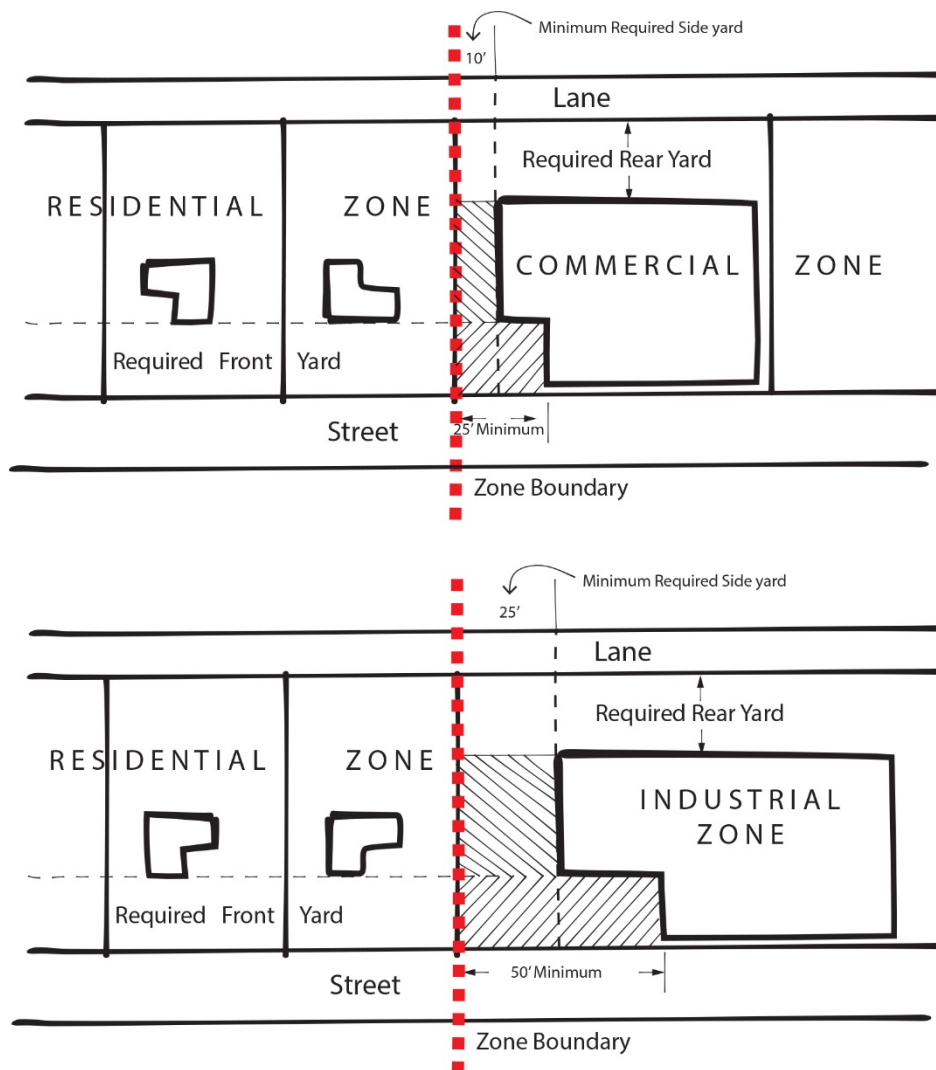 Minimum Required Side yard
10’
Lane
Required Rear Yard
RESIDENTIAL ZONE
COMMERCIAL ZONE
Required Front Yard
Street
25’ Minimum
Zone Boundary
Minimum Required Side yard
25’
Lane
Required Rear Yard
RESIDENTIAL ZONE
INDUSTRIAL
ZONE
Required Front Yard
50’ Minimum
Street
Zone Boundary